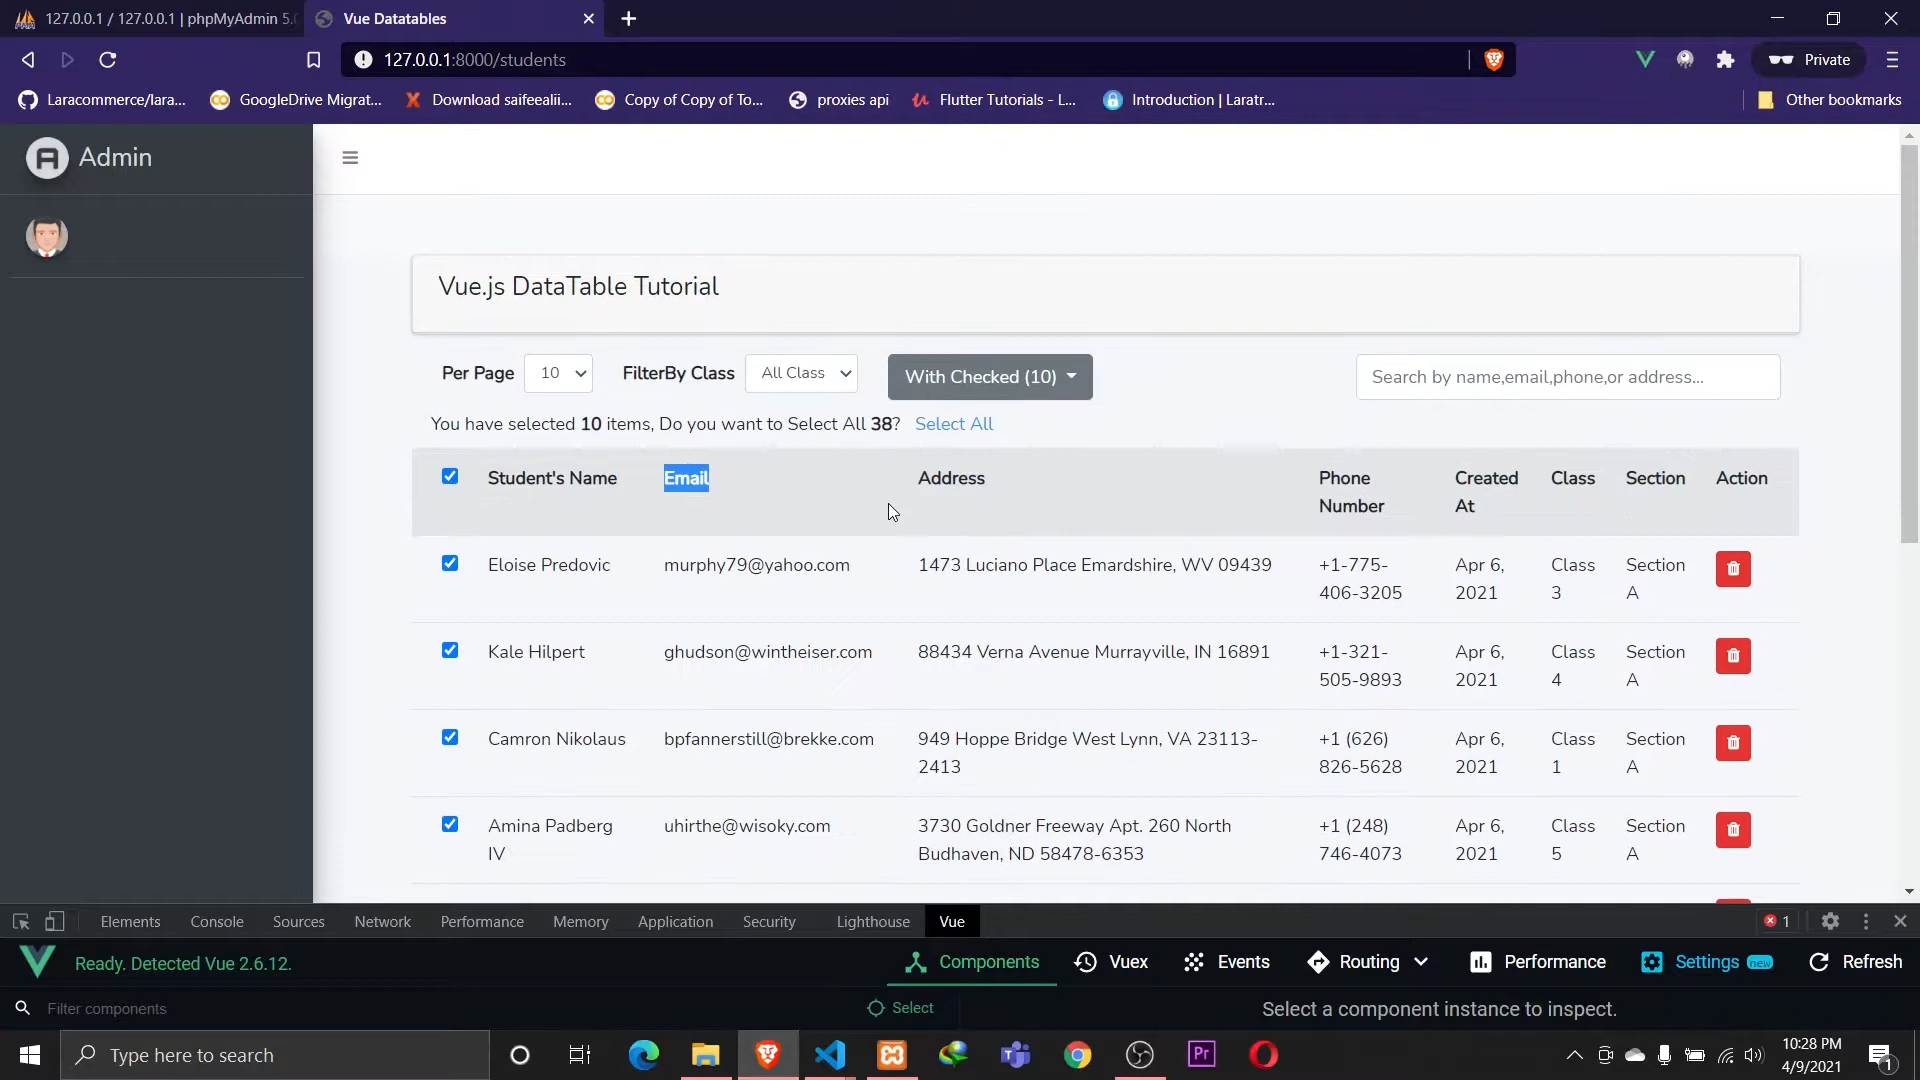 127.0.0.1 / 127.0.0.1 | phpMyAdmin 5.0
Vue Datatables
127.0.0.1:8000/students
Private
Laracommerce/lara...
GoogleDrive Migrat...
Download saifeealii...
Copy of Copy of To...
proxies api
Flutter Tutorials - L...
Introduction | Laratr...
Other bookmarks
Admin
Vue.js DataTable Tutorial
Per Page 10 FilterBy Class All Class With Checked (10) Search by name,email,phone,or address...
You have selected 10 items, Do you want to Select All 38? Select All
Student's Name Email Address Phone Number Created At Class Section Action
Eloise Predovic murphy79@yahoo.com 1473 Luciano Place Emardshire, WV 09439 +1-775-406-3205 Apr 6, 2021 Class 3 Section A
Kale Hilpert ghudson@wintheiser.com 88434 Verna Avenue Murrayville, IN 16891 +1-321-505-9893 Apr 6, 2021 Class 4 Section A
Camron Nikolaus bpfannerstill@brekke.com 949 Hoppe Bridge West Lynn, VA 23113-2413 +1 (626) 826-5628 Apr 6, 2021 Class 1 Section A
Amina Padberg IV uhirthe@wisoky.com 3730 Goldner Freeway Apt. 260 North Budhaven, ND 58478-6353 +1 (248) 746-4073 Apr 6, 2021 Class 5 Section A
Elements Console Sources Network Performance Memory Application Security Lighthouse Vue 1
Ready. Detected Vue 2.6.12. Components Vuex Events Routing Performance Settings new Refresh
Filter components Select Select a component instance to inspect.
Type here to search
Pr
10:28 PM
4/9/2021
1